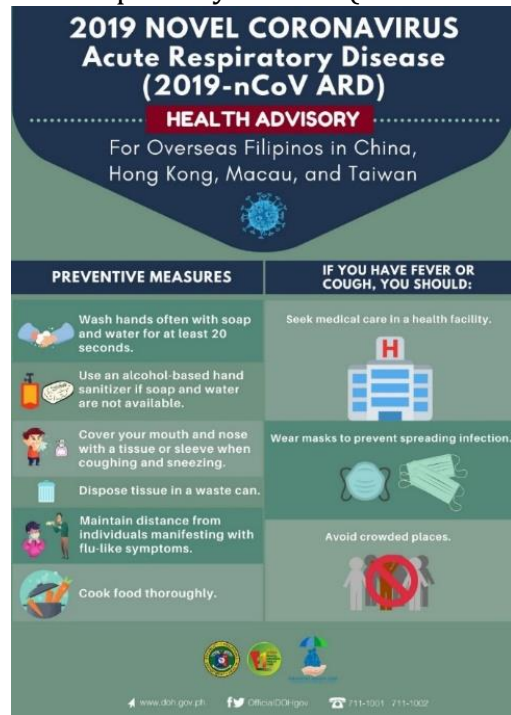 2019 NOVEL CORONAVIRUS
Acute Respiratory Disease
(2019-nCoV ARD)
HEALTH ADVISORY
For Overseas Filipinos in China,
Hong Kong, Macau, and Taiwan
PREVENTIVE MEASURES
Wash hands often with soap
and water for at least 20
seconds.
Use an alcohol-based hand
sanitizer if soap and water
are not available.
Cover your mouth and nose
with a tissue or sleeve when
coughing and sneezing.
Dispose tissue in a waste can.
Maintain distance from
individuals manifesting with
flu-like symptoms.
Cook food thoroughly.
IF YOU HAVE FEVER OR
COUGH, YOU SHOULD:
Seek medical care in a health facility.
H
Wear masks to prevent spreading infection.
Avoid crowded places.
www.doh.gov.ph OfficialDOHgov 711-1001 711-1002